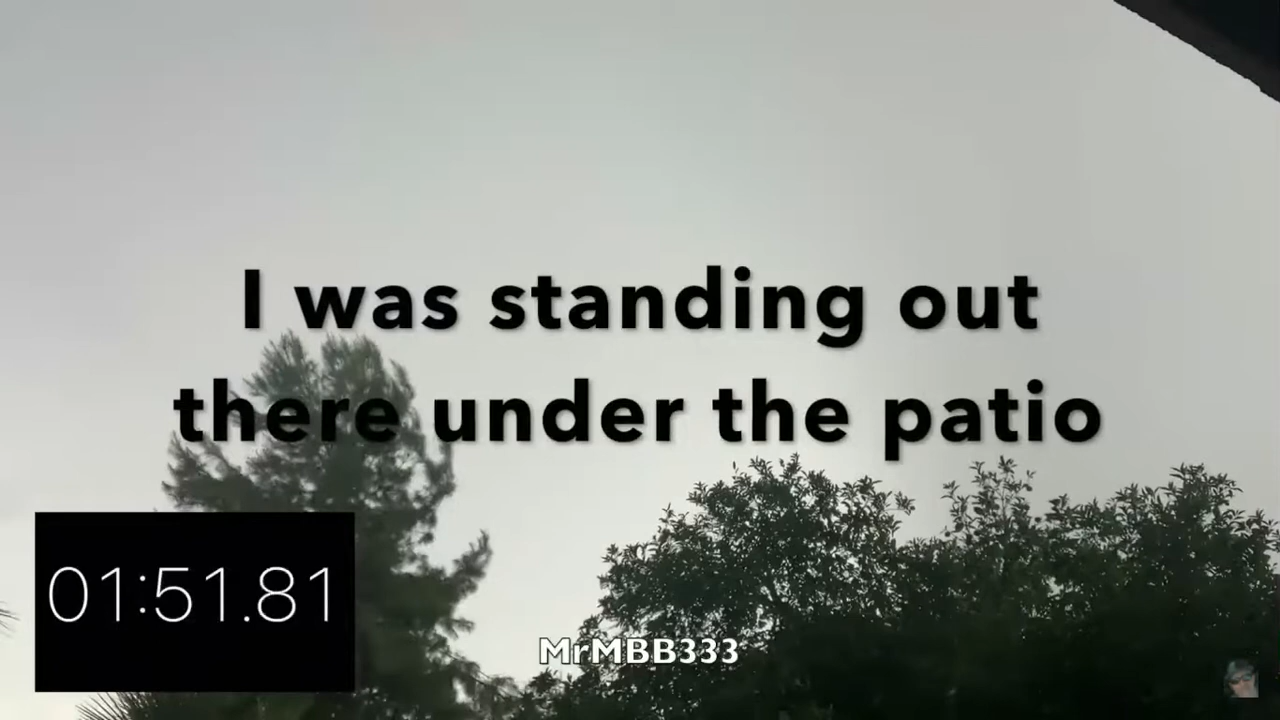 I was standing out
there under the patio
01:51.81
MrMBB333